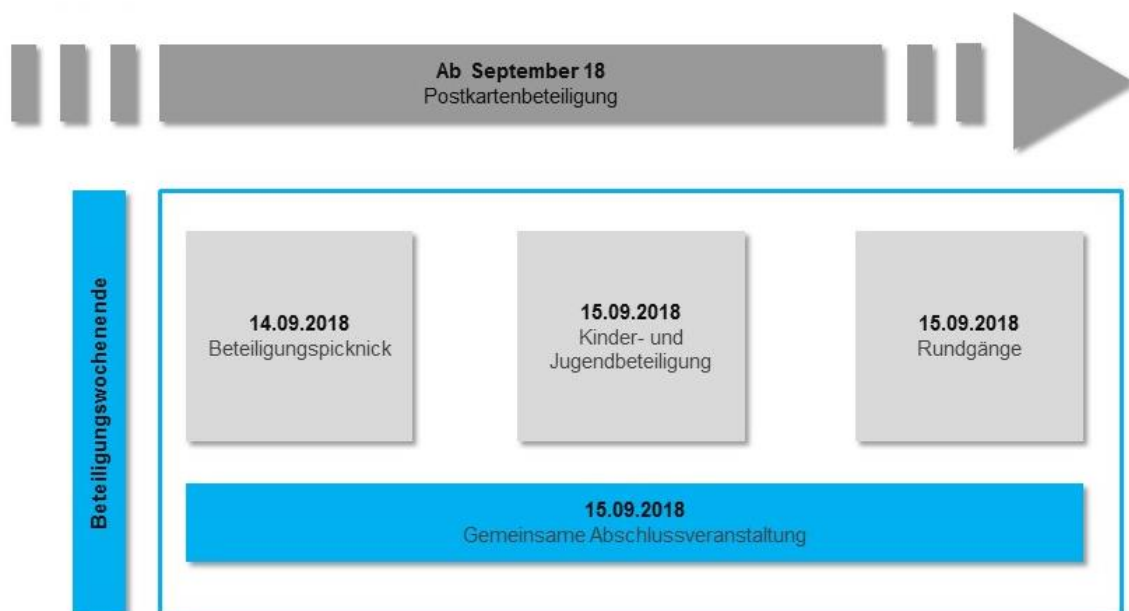 Ab September 18
Postkartenbeteiligung
Beteiligungswochenende
14.09.2018
Beteiligungspicknick
15.09.2018
Kinder- und
Jugendbeteiligung
15.09.2018
Rundgänge
15.09.2018
Gemeinsame Abschlussveranstaltung